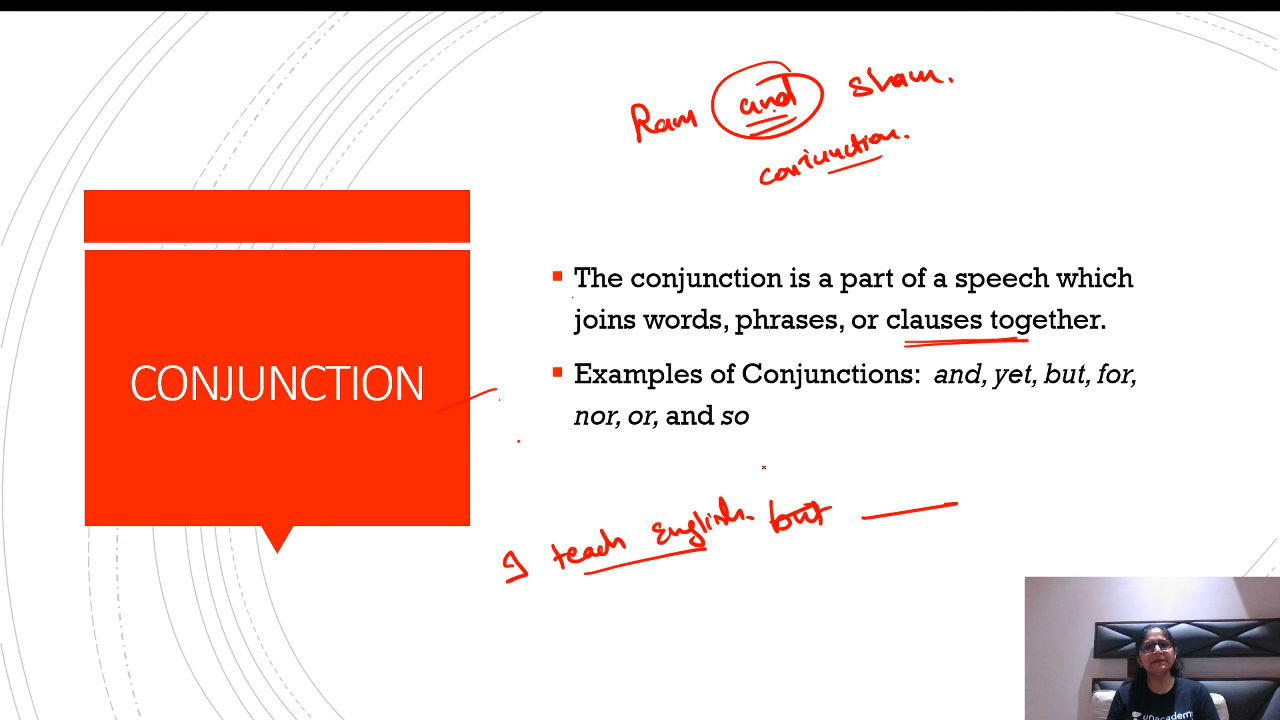 Ram and Sham.
conjunction.
CONJUNCTION
The conjunction is a part of a speech which
joins words, phrases, or clauses together.
Examples of Conjunctions: and, yet, but, for,
nor, or, and so
I teach English. but
unacademy